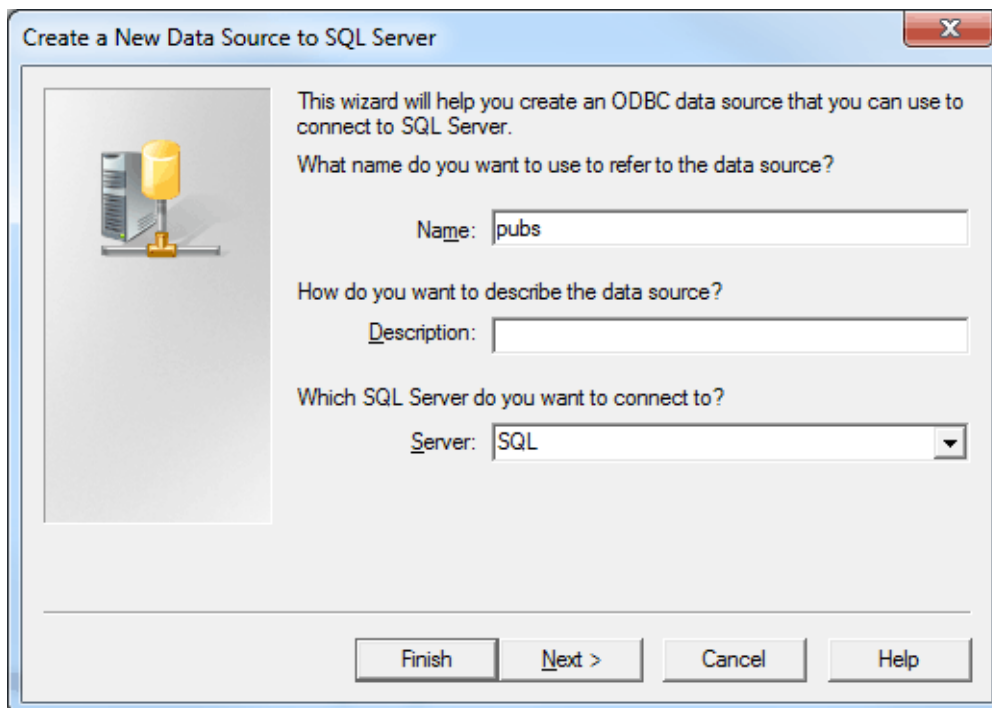 Create a New Data Source to SQL Server
This wizard will help you create an ODBC data source that you can use to
connect to SQL Server.
What name do you want to use to refer to the data source?
Name: pubs
How do you want to describe the data source?
Description:
Which SQL Server do you want to connect to?
Server: SQL
Finish Next > Cancel Help